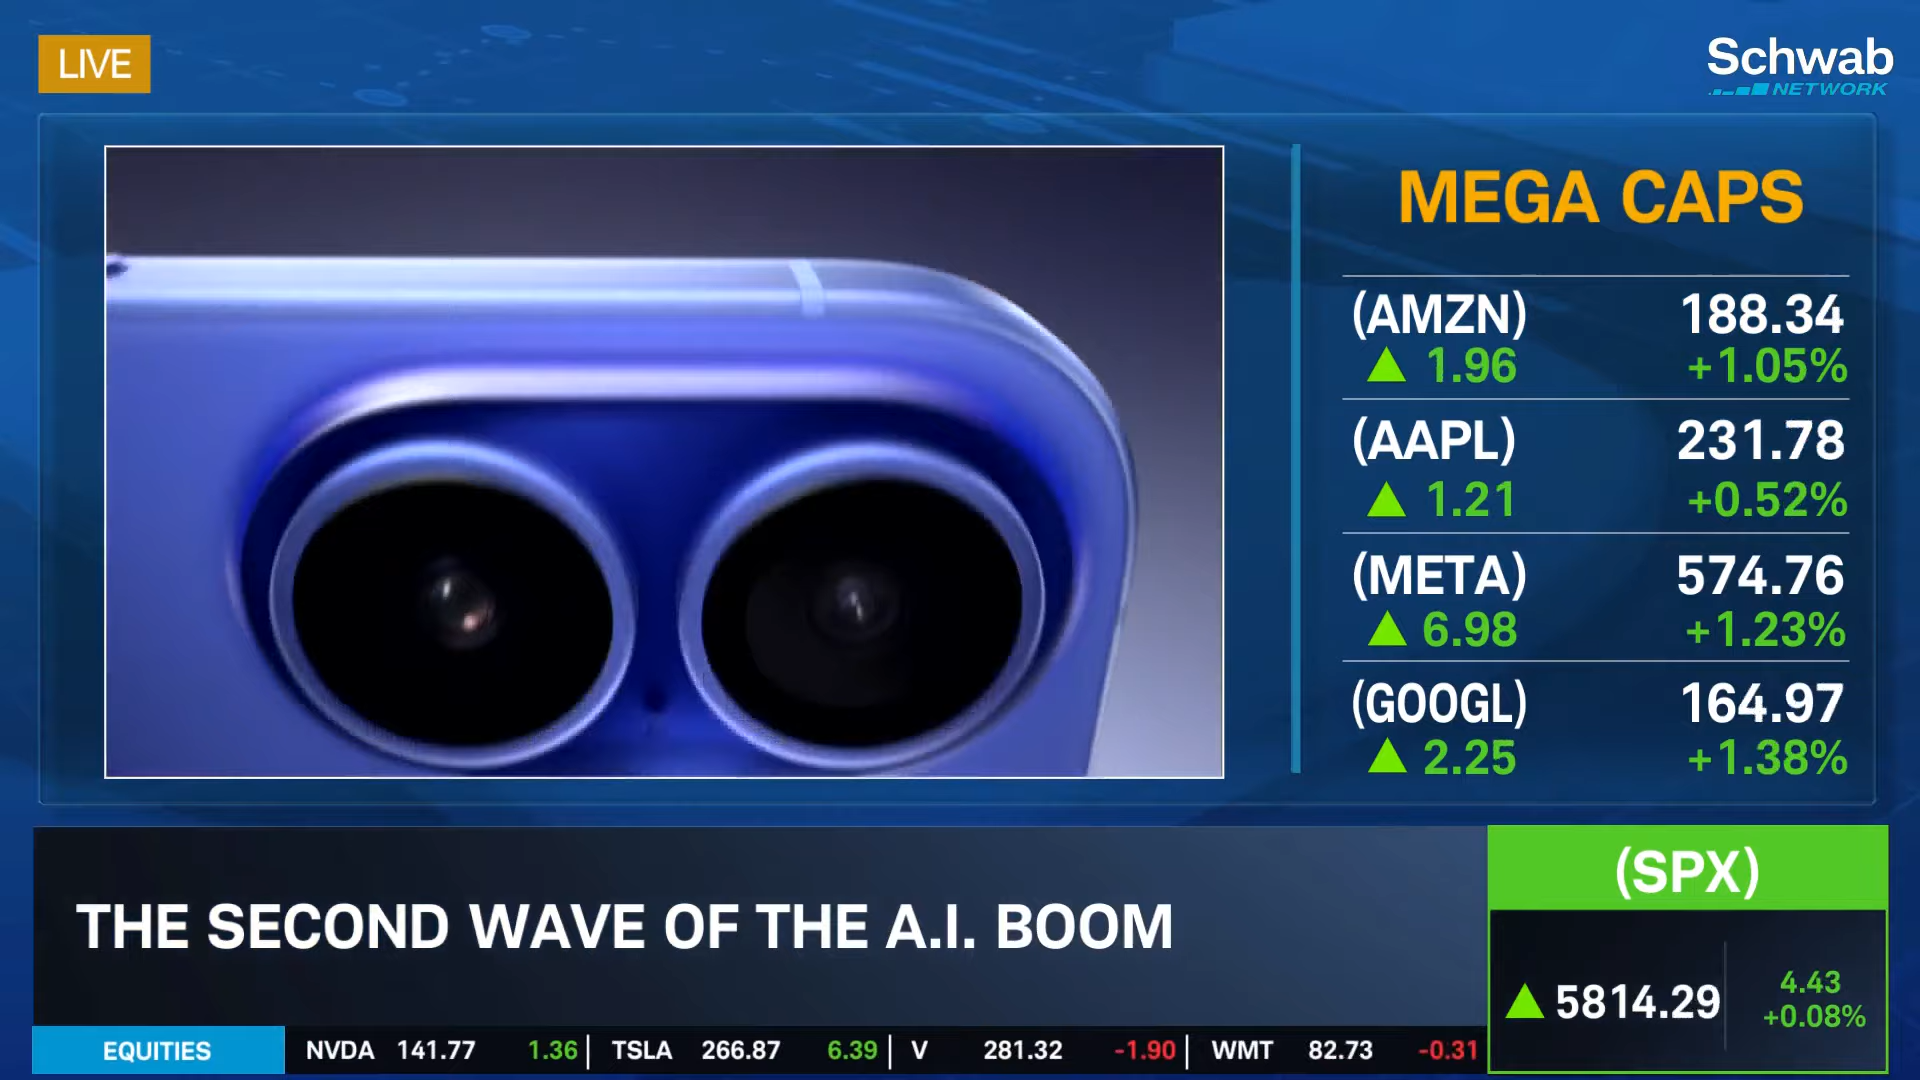 LIVE
Schwab
NETWORK
MEGA CAPS
(AMZN) 188.34
▲ 1.96 +1.05%
(AAPL) 231.78
▲ 1.21 +0.52%
(META) 574.76
▲ 6.98 +1.23%
(GOOGL) 164.97
▲ 2.25 +1.38%
THE SECOND WAVE OF THE A.I. BOOM
(SPX)
▲ 5814.29 4.43 +0.08%
EQUITIES NVDA 141.77 1.36 TSLA 266.87 6.39 V 281.32 -1.90 WMT 82.73 -0.31